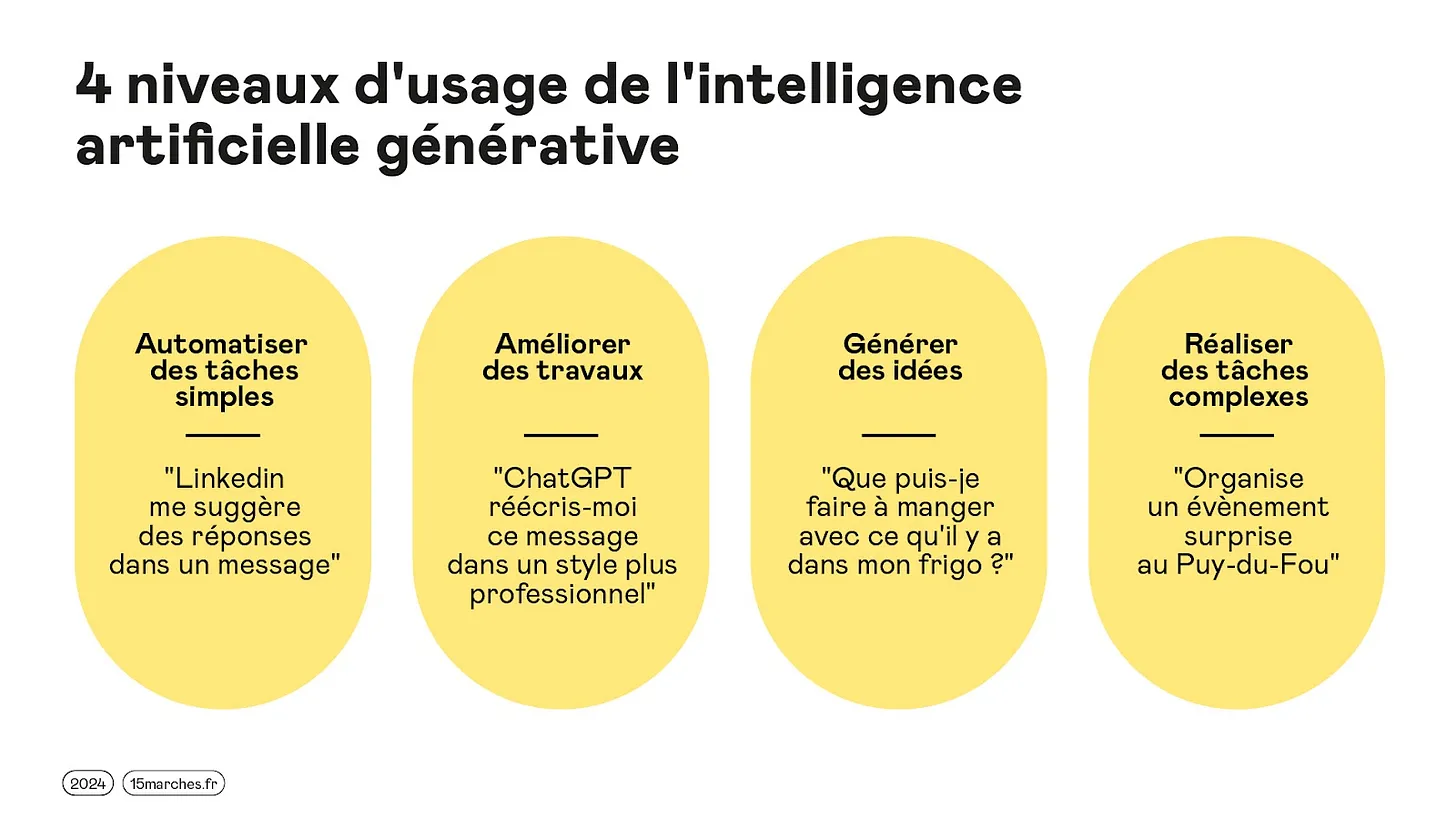 4 niveaux d'usage de l'intelligence
artificielle générative
Automatiser
des tâches
simples
"Linkedin
me suggère
des réponses
dans un message"
Améliorer
des travaux
"ChatGPT
réécris-moi
ce message
dans un style plus
professionnel"
Générer
des idées
"Que puis-je
faire à manger
avec ce qu'il y a
dans mon frigo ?"
Réaliser
des tâches
complexes
"Organise
un évènement
surprise
au Puy-du-Fou"
2024 15marches.fr